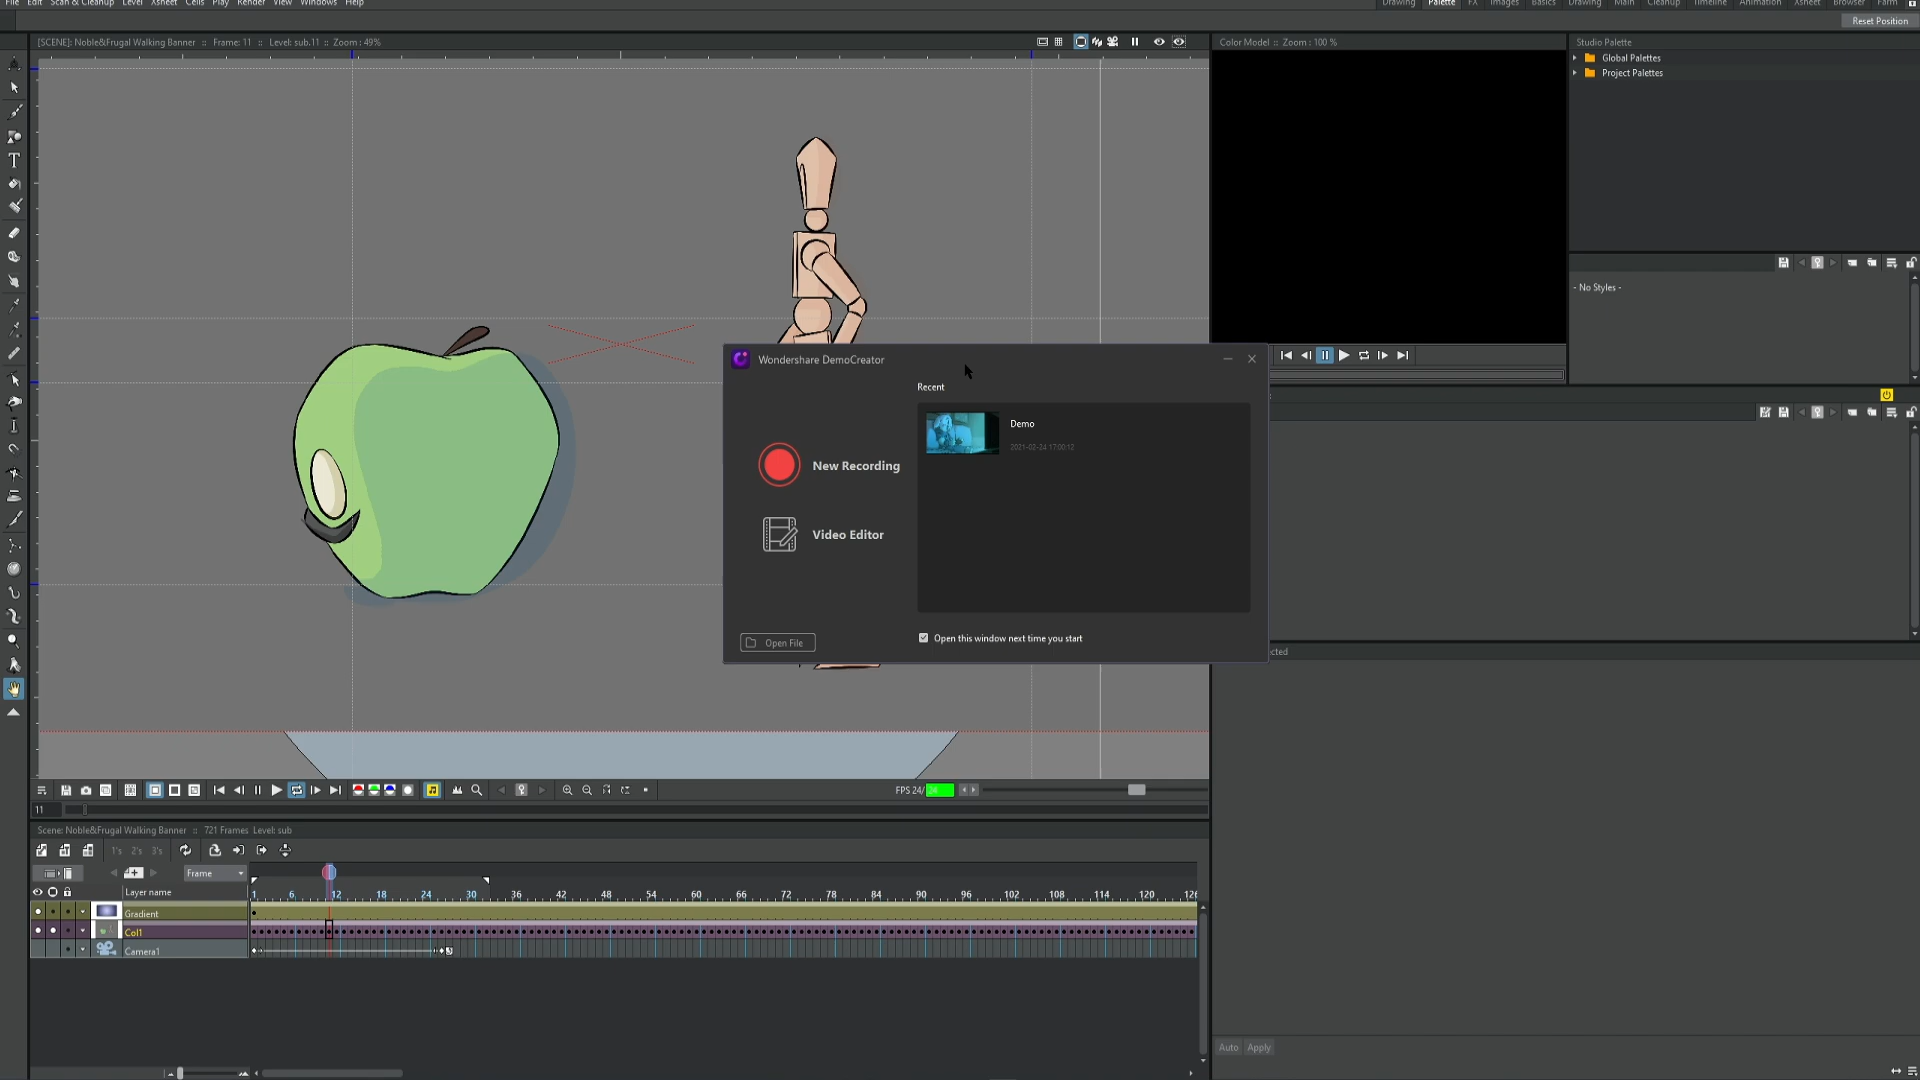 File Edit Scan & Cleanup Level Xsheet Cells Play Render View Windows Help
Drawing Palette FX Images Basics Drawing Main Cleanup Timeline Animation Xsheet Browser Farm
Reset Position
[SCENE]: Noble&Frugal Walking Banner :: Frame: 11 :: Level: sub.11 :: Zoom : 49%
Color Model :: Zoom : 100 %
Studio Palette
Global Palettes
Project Palettes
- No Styles -
Wondershare DemoCreator
Recent
Demo
2021-02-24 17:00:12
New Recording
Video Editor
Open File
Open this window next time you start
cted
FPS 24/24
11
Scene: Noble&Frugal Walking Banner :: 721 Frames Level: sub
1's 2's 3's
Frame
Layer name
1 6 12 18 24 30 36 42 48 54 60 66 72 78 84 90 96 102 108 114 120 126
Gradient
Col1
Camera1
Auto Apply